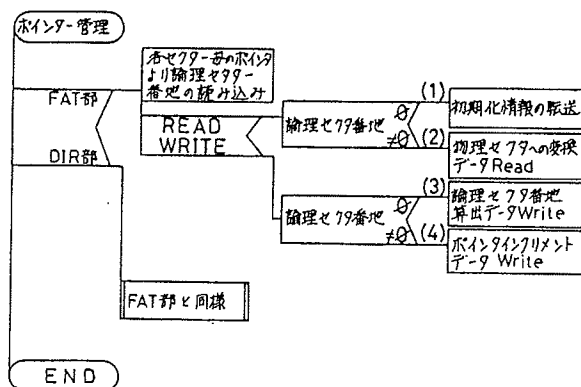 ポインター管理
各セクター毎のポインタ
より論理セクター
番地の読み込み
FAT部
READ
WRITE
DIR部
論理セクタ番地
0
≠0
(1)
初期化情報の転送
(2)
物理セクタへの変換
データRead
論理セクタ番地
0
≠0
(3)
論理セクタ番地
算出データWrite
(4)
ポインタインクリメント
データ Write
FAT部と同様
END